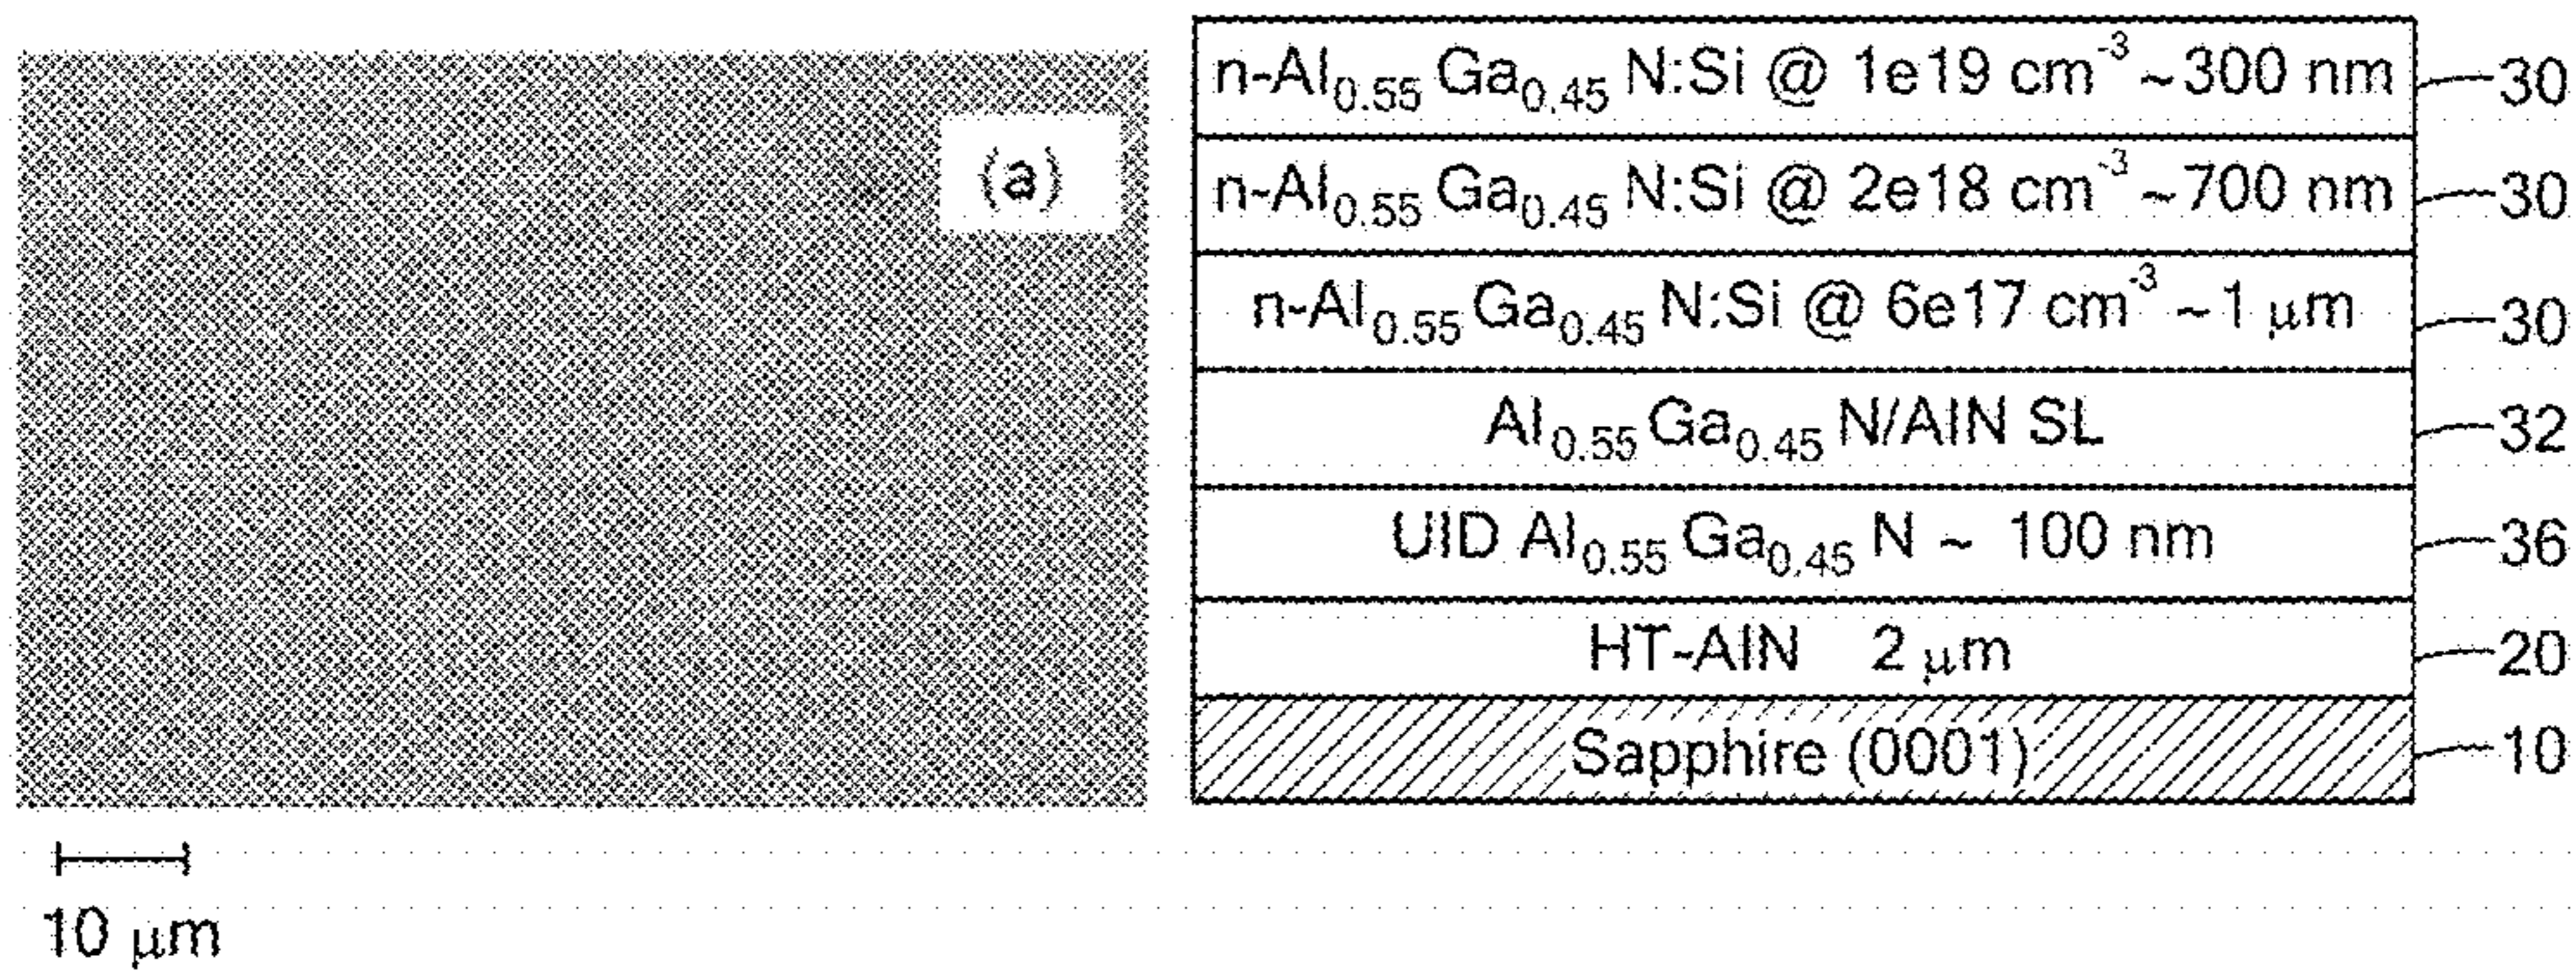 (a)
10 μm
n-Al0.55 Ga0.45 N:Si @ 1e19 cm-3 ~300 nm 30
n-Al0.55 Ga0.45 N:Si @ 2e18 cm-3 ~700 nm 30
n-Al0.55 Ga0.45 N:Si @ 6e17 cm-3 ~1 μm 30
Al0.55 Ga0.45 N/AlN SL 32
UID Al0.55 Ga0.45 N ~ 100 nm 36
HT-AlN 2 μm 20
Sapphire (0001) 10